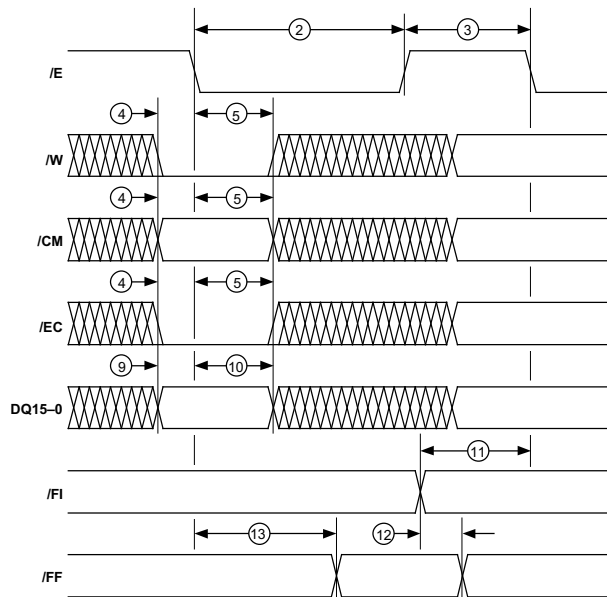 ② ③
/E
④ ⑤
/W
④ ⑤
/CM
④ ⑤
/EC
⑨ ⑩
DQ15–0
⑪
/FI
⑬ ⑫
/FF